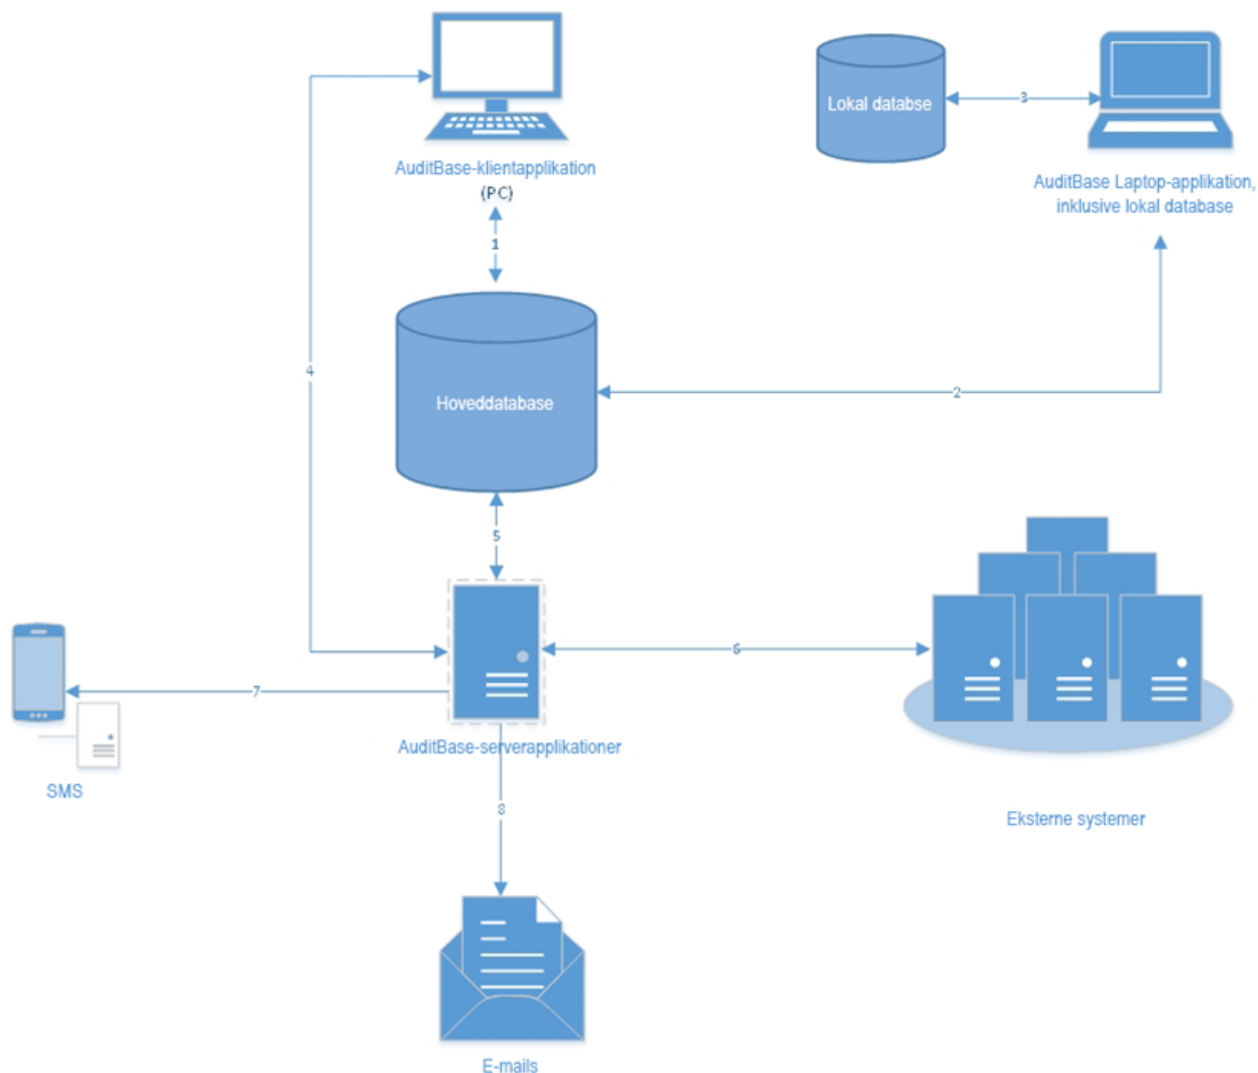 Lokal databse
3
AuditBase-klientapplikation
(PC)
AuditBase Laptop-applikation,
inklusive lokal database
1
4
2
Hoveddatabase
5
6
7
AuditBase-serverapplikationer
SMS
8
Eksterne systemer
E-mails